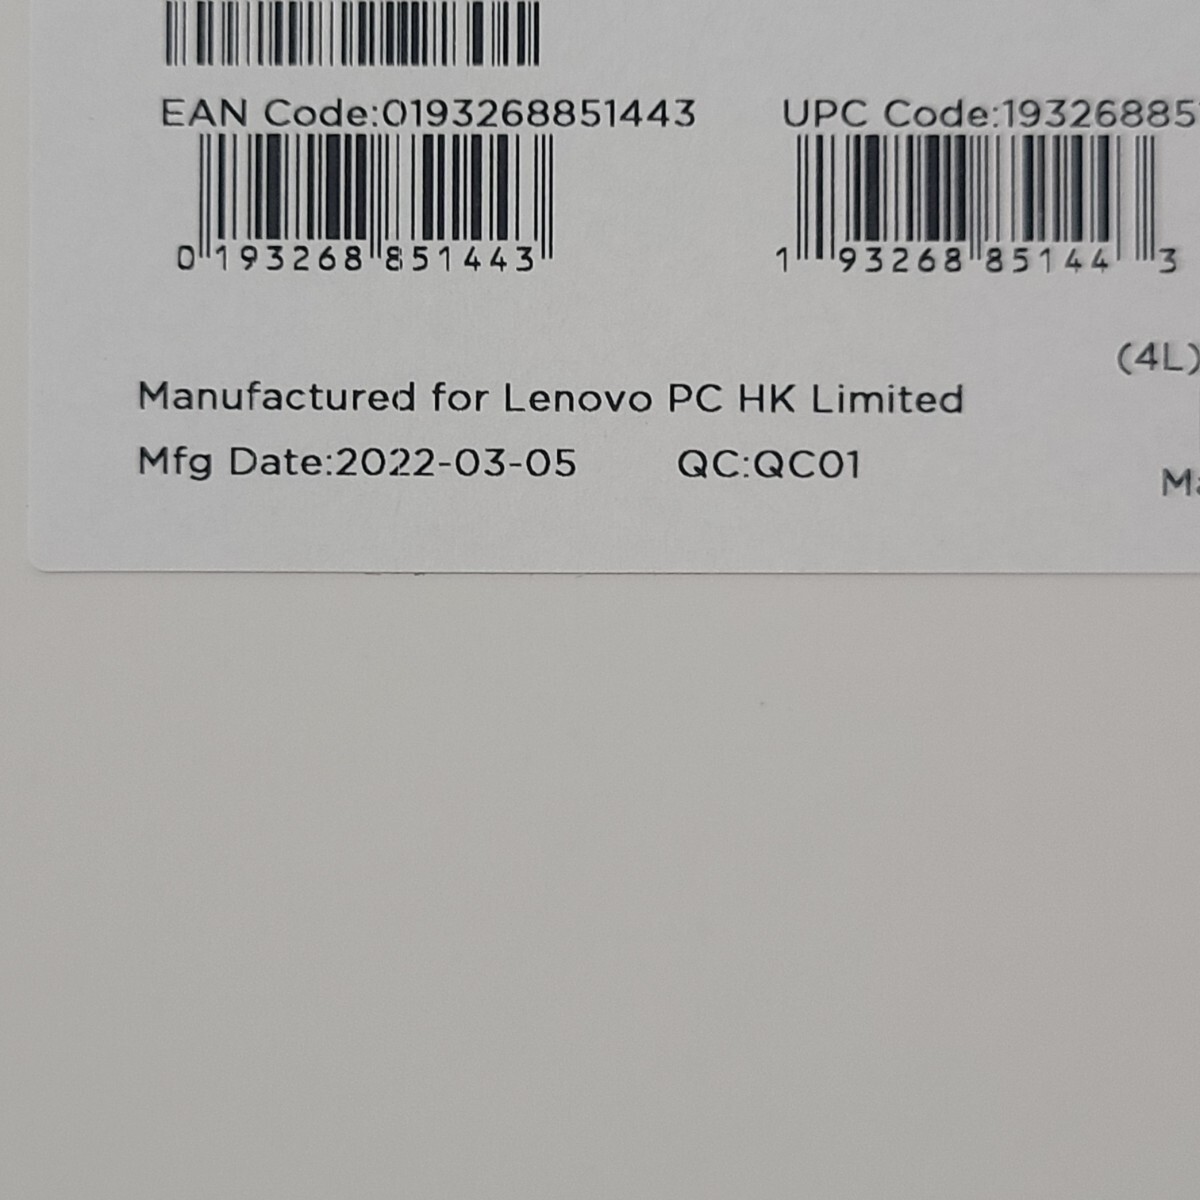 EAN Code:0193268851443
UPC Code:19326885
0 193268 851443
1 93268 85144 3
(4L)
Manufactured for Lenovo PC HK Limited
Mfg Date:2022-03-05
QC:QC01